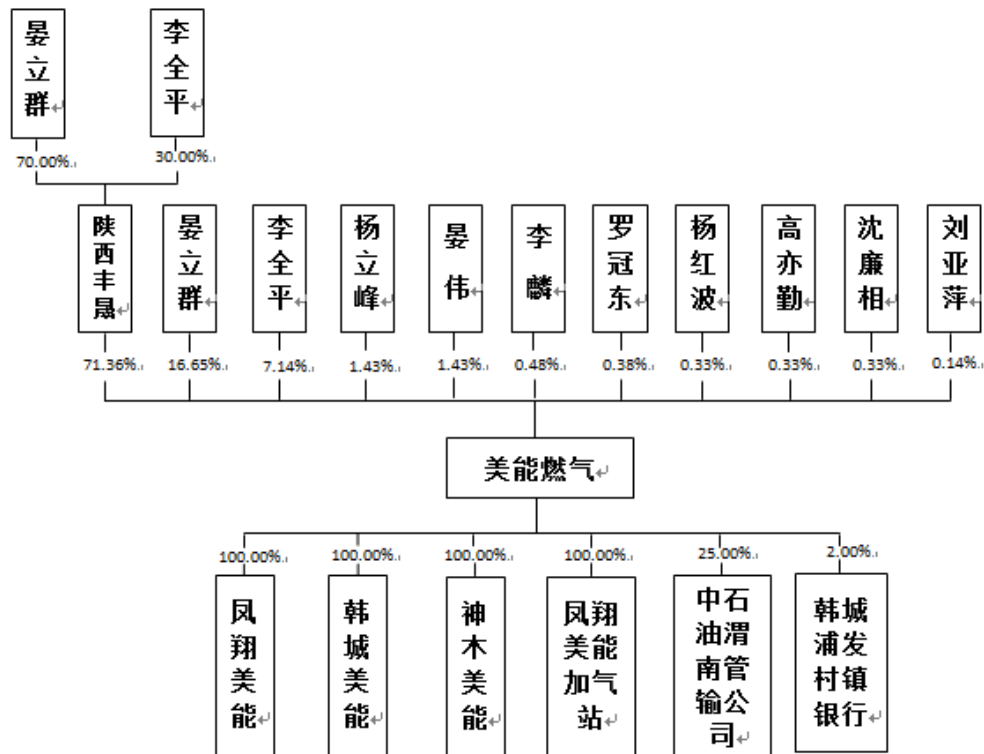 晏立群
李全平
70.00%
30.00%
陕西丰晟
晏立群
李全平
杨立峰
晏伟
李麟
罗冠东
杨红波
高亦勤
沈廉相
刘亚萍
71.36%
16.65%
7.14%
1.43%
1.43%
0.48%
0.38%
0.33%
0.33%
0.33%
0.14%
美能燃气
100.00%
100.00%
100.00%
100.00%
25.00%
2.00%
凤翔美能
韩城美能
神木美能
凤翔
美能
加气
站
中石
油渭
南管
输公
司
韩城
浦发
村镇
银行